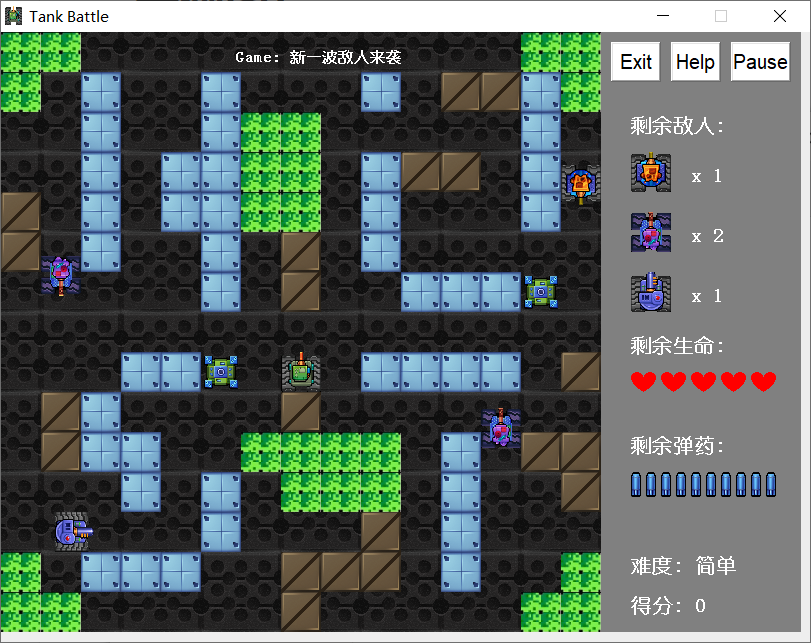 Tank Battle
Game: 新一波敌人来袭
Exit Help Pause
剩余敌人:
x 1
x 2
x 1
剩余生命:
剩余弹药:
难度: 简单
得分: 0